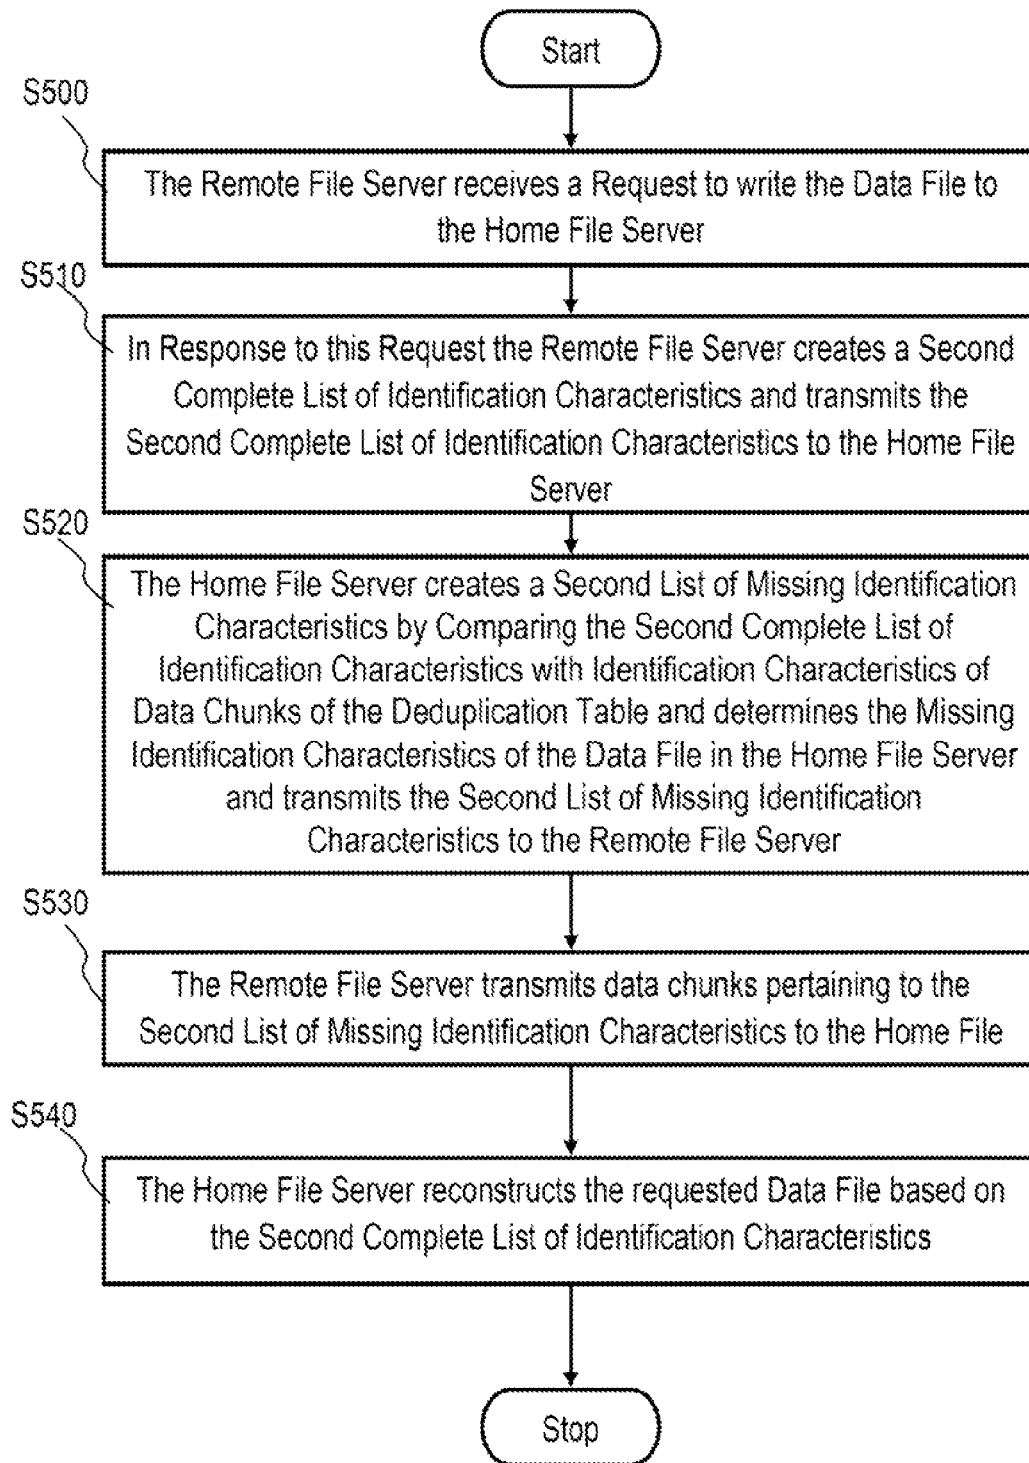 Start
S500
The Remote File Server receives a Request to write the Data File to
the Home File Server
S510
In Response to this Request the Remote File Server creates a Second
Complete List of Identification Characteristics and transmits the
Second Complete List of Identification Characteristics to the Home File
Server
S520
The Home File Server creates a Second List of Missing Identification
Characteristics by Comparing the Second Complete List of
Identification Characteristics with Identification Characteristics of
Data Chunks of the Deduplication Table and determines the Missing
Identification Characteristics of the Data File in the Home File Server
and transmits the Second List of Missing Identification
Characteristics to the Remote File Server
S530
The Remote File Server transmits data chunks pertaining to the
Second List of Missing Identification Characteristics to the Home File
S540
The Home File Server reconstructs the requested Data File based on
the Second Complete List of Identification Characteristics
Stop